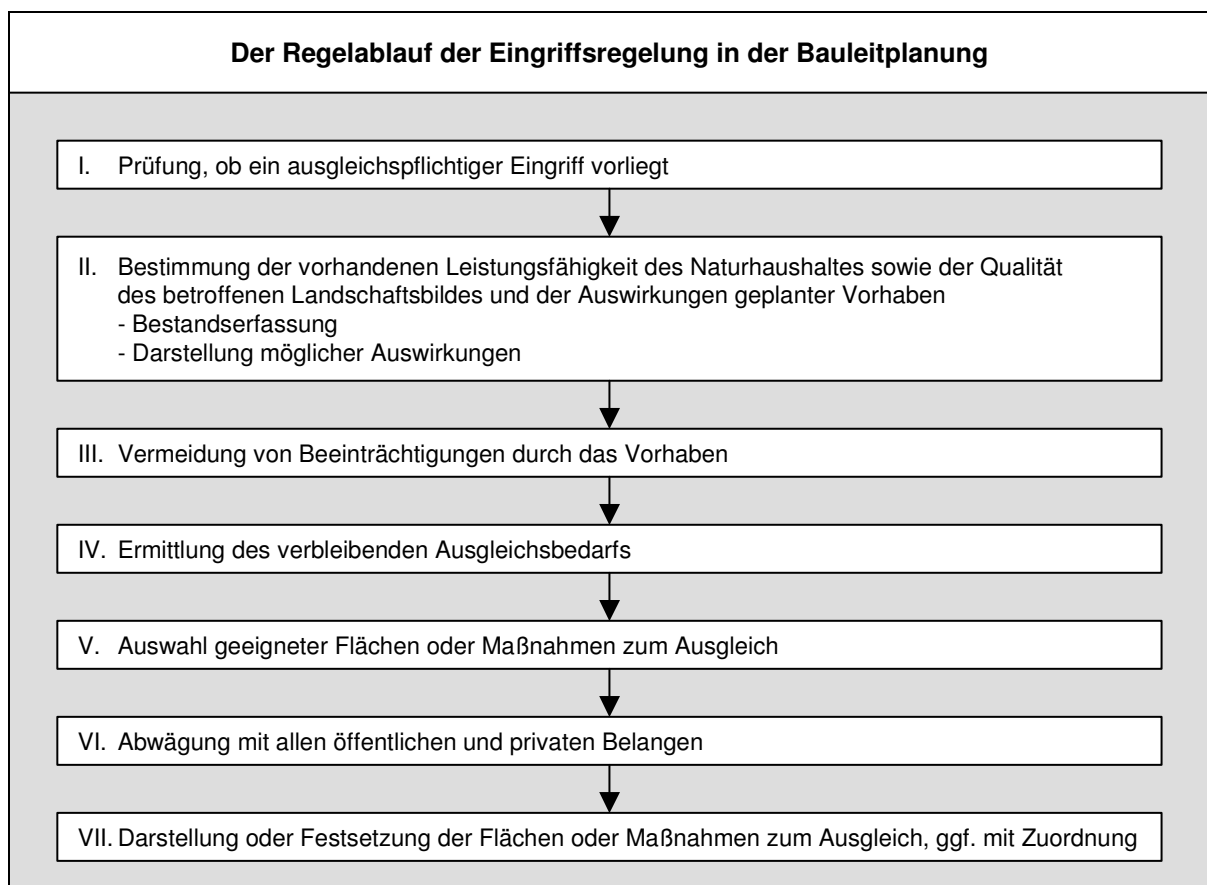 Der Regelablauf der Eingriffsregelung in der Bauleitplanung
I. Prüfung, ob ein ausgleichspflichtiger Eingriff vorliegt
II. Bestimmung der vorhandenen Leistungsfähigkeit des Naturhaushaltes sowie der Qualität
des betroffenen Landschaftsbildes und der Auswirkungen geplanter Vorhaben
- Bestandserfassung
- Darstellung möglicher Auswirkungen
III. Vermeidung von Beeinträchtigungen durch das Vorhaben
IV. Ermittlung des verbleibenden Ausgleichsbedarfs
V. Auswahl geeigneter Flächen oder Maßnahmen zum Ausgleich
VI. Abwägung mit allen öffentlichen und privaten Belangen
VII. Darstellung oder Festsetzung der Flächen oder Maßnahmen zum Ausgleich, ggf. mit Zuordnung